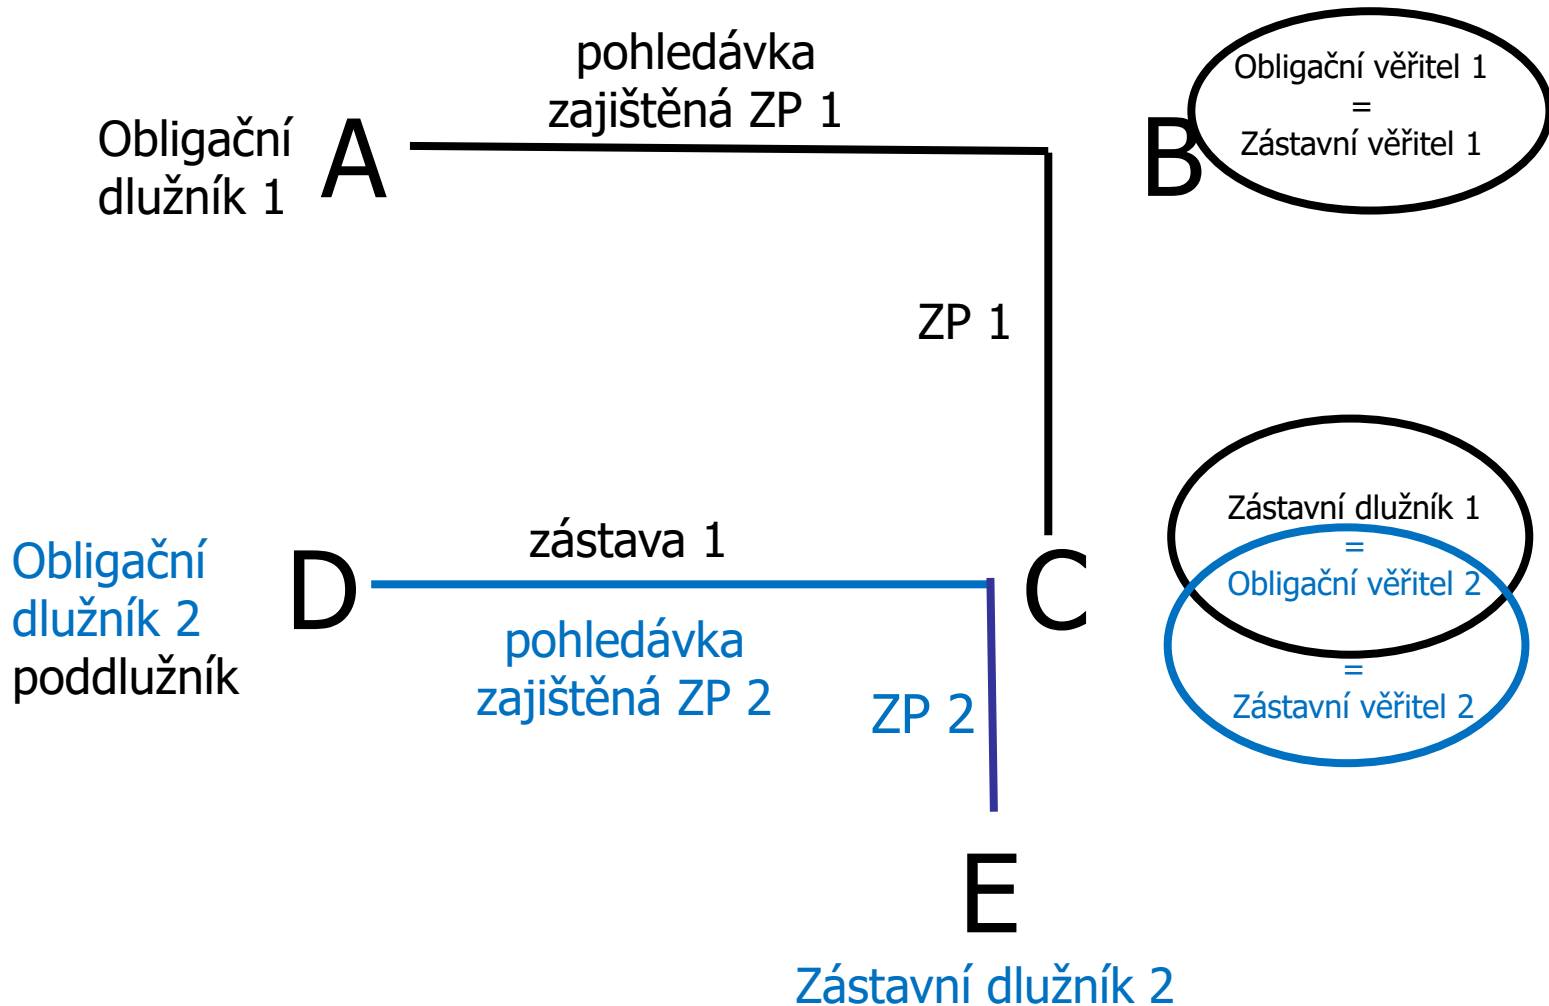 pohledávka
zajištěná ZP 1
Obligační
dlužník 1
A
B
Obligační věřitel 1
=
Zástavní věřitel 1
ZP 1
Obligační
dlužník 2
poddlužník
D
zástava 1
pohledávka
zajištěná ZP 2
C
Zástavní dlužník 1
=
Obligační věřitel 2
=
Zástavní věřitel 2
ZP 2
E
Zástavní dlužník 2